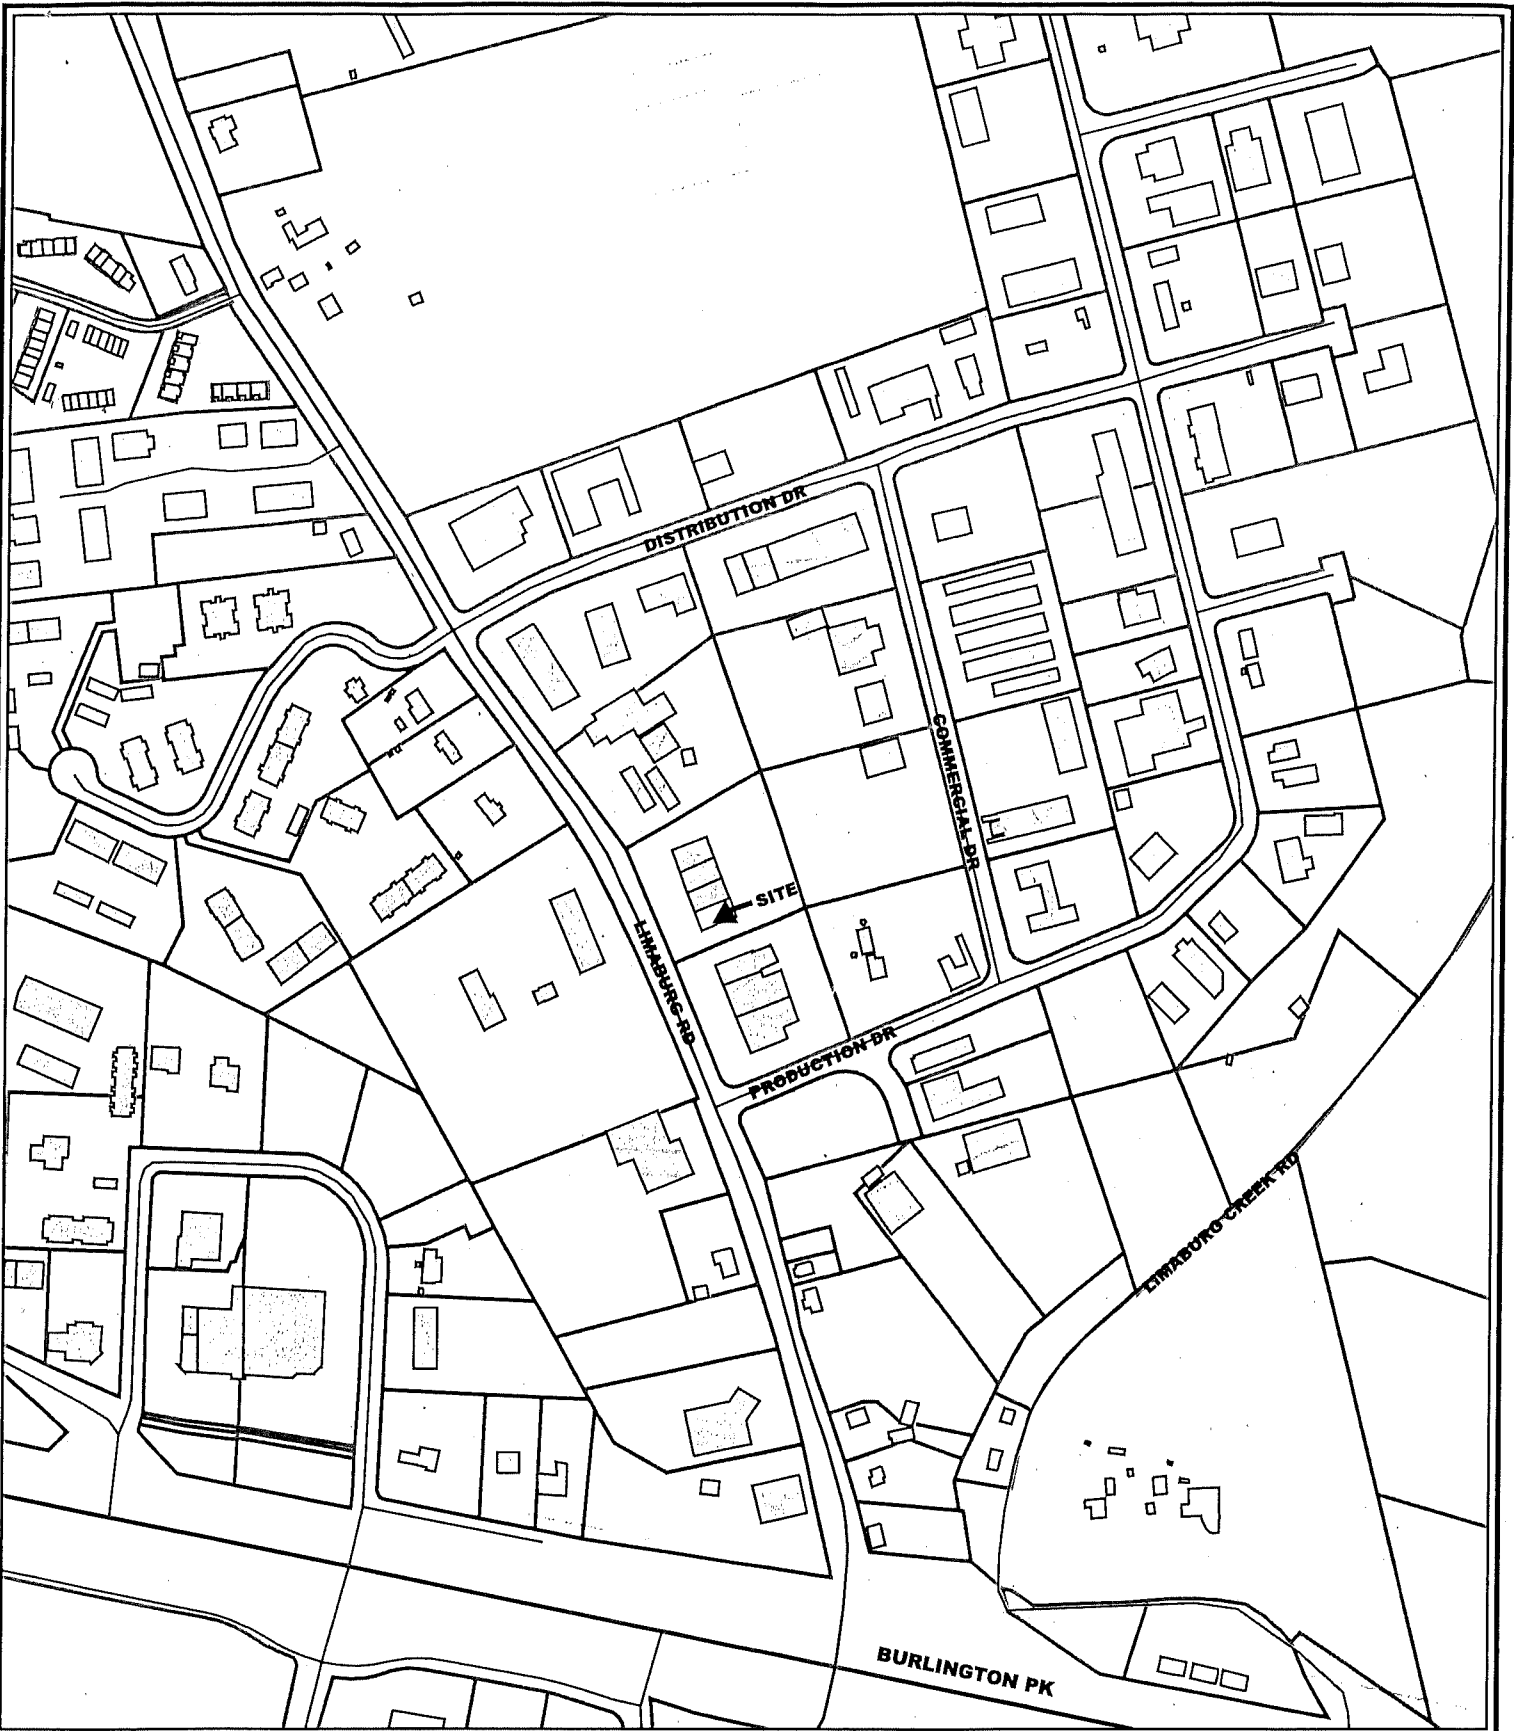 DISTRIBUTION DR
COMMERCIAL DR
SITE
LIMABURG RD
PRODUCTION DR
LIMABURG CREEK RD
BURLINGTON PK